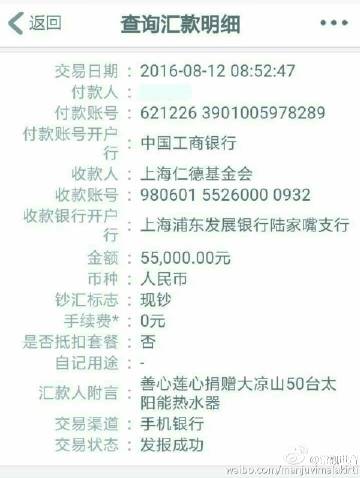 返回
查询汇款明细
交易日期：2016-08-12 08:52:47
付款人：
付款账号：621226 3901005978289
付款账号开户
行：中国工商银行
收款人：上海仁德基金会
收款账号：980601 5526000 0932
收款银行开户
行：上海浦东发展银行陆家嘴支行
金额：55,000.00元
币种：人民币
钞汇标志：现钞
手续费*：0元
是否抵扣套餐：否
自记用途：-
汇款人附言：善心莲心捐赠大凉山50台太
阳能热水器
交易渠道：手机银行
交易状态：发报成功
weibo.com/manjuvimalakirti